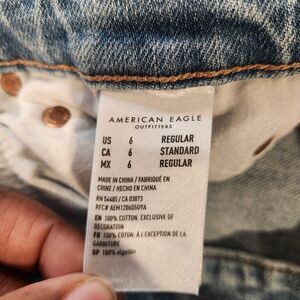 AMERICAN EAGLE
OUTFITTERS
US 6 REGULAR
CA 6 STANDARD
MX 6 REGULAR
MADE IN CHINA / FABRIQUÉ EN
CHINE / HECHO EN CHINA
RN 54485 / CA 03873
RFC# AEM1286050U9A
EN 100% COTTON. EXCLUSIVE OF
DECORATION
FR 100% COTON. À L'EXCEPTION DE LA
GARNITURE
SP 100% algodón